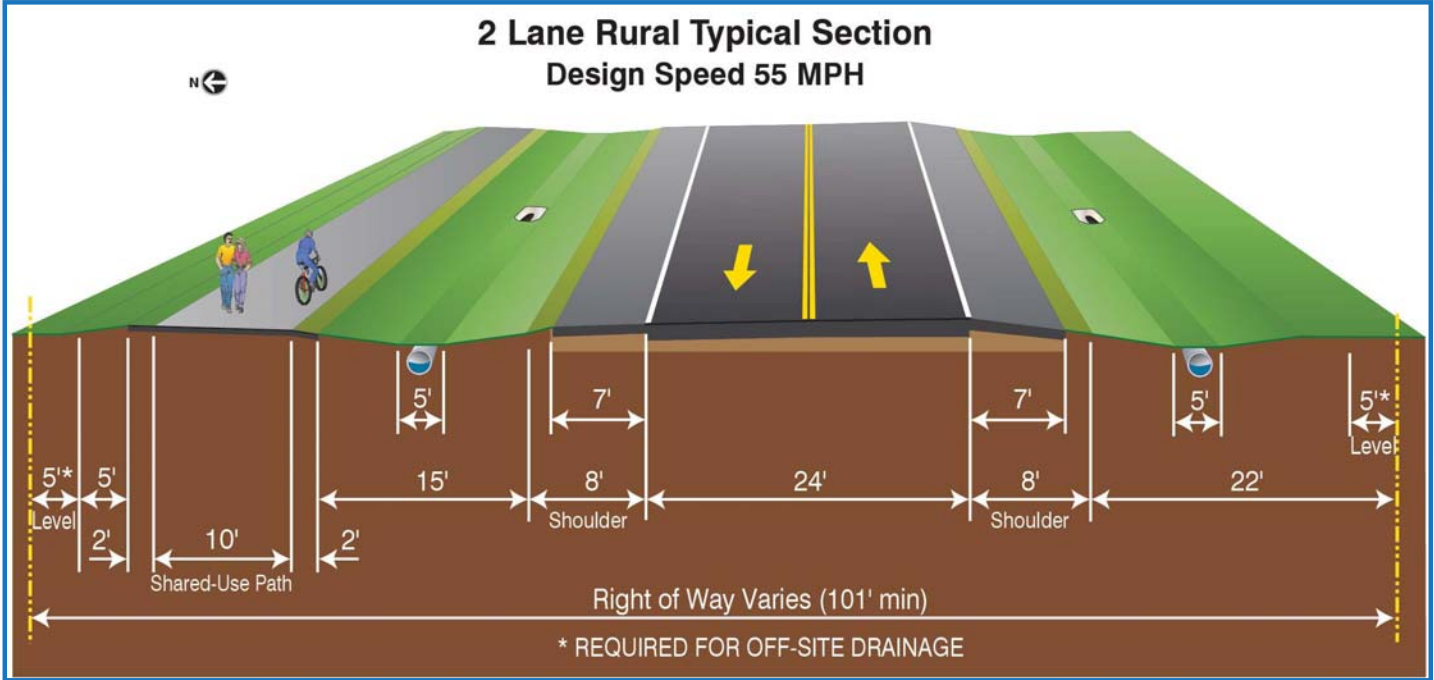 2 Lane Rural Typical Section
Design Speed 55 MPH
N
5' 7' 7' 5' 5'*
Level
5'* 5' 15' 8' 24' 8' 22'
Level Shoulder Shoulder
2' 10' 2'
Shared-Use Path
Right of Way Varies (101' min)
* REQUIRED FOR OFF-SITE DRAINAGE